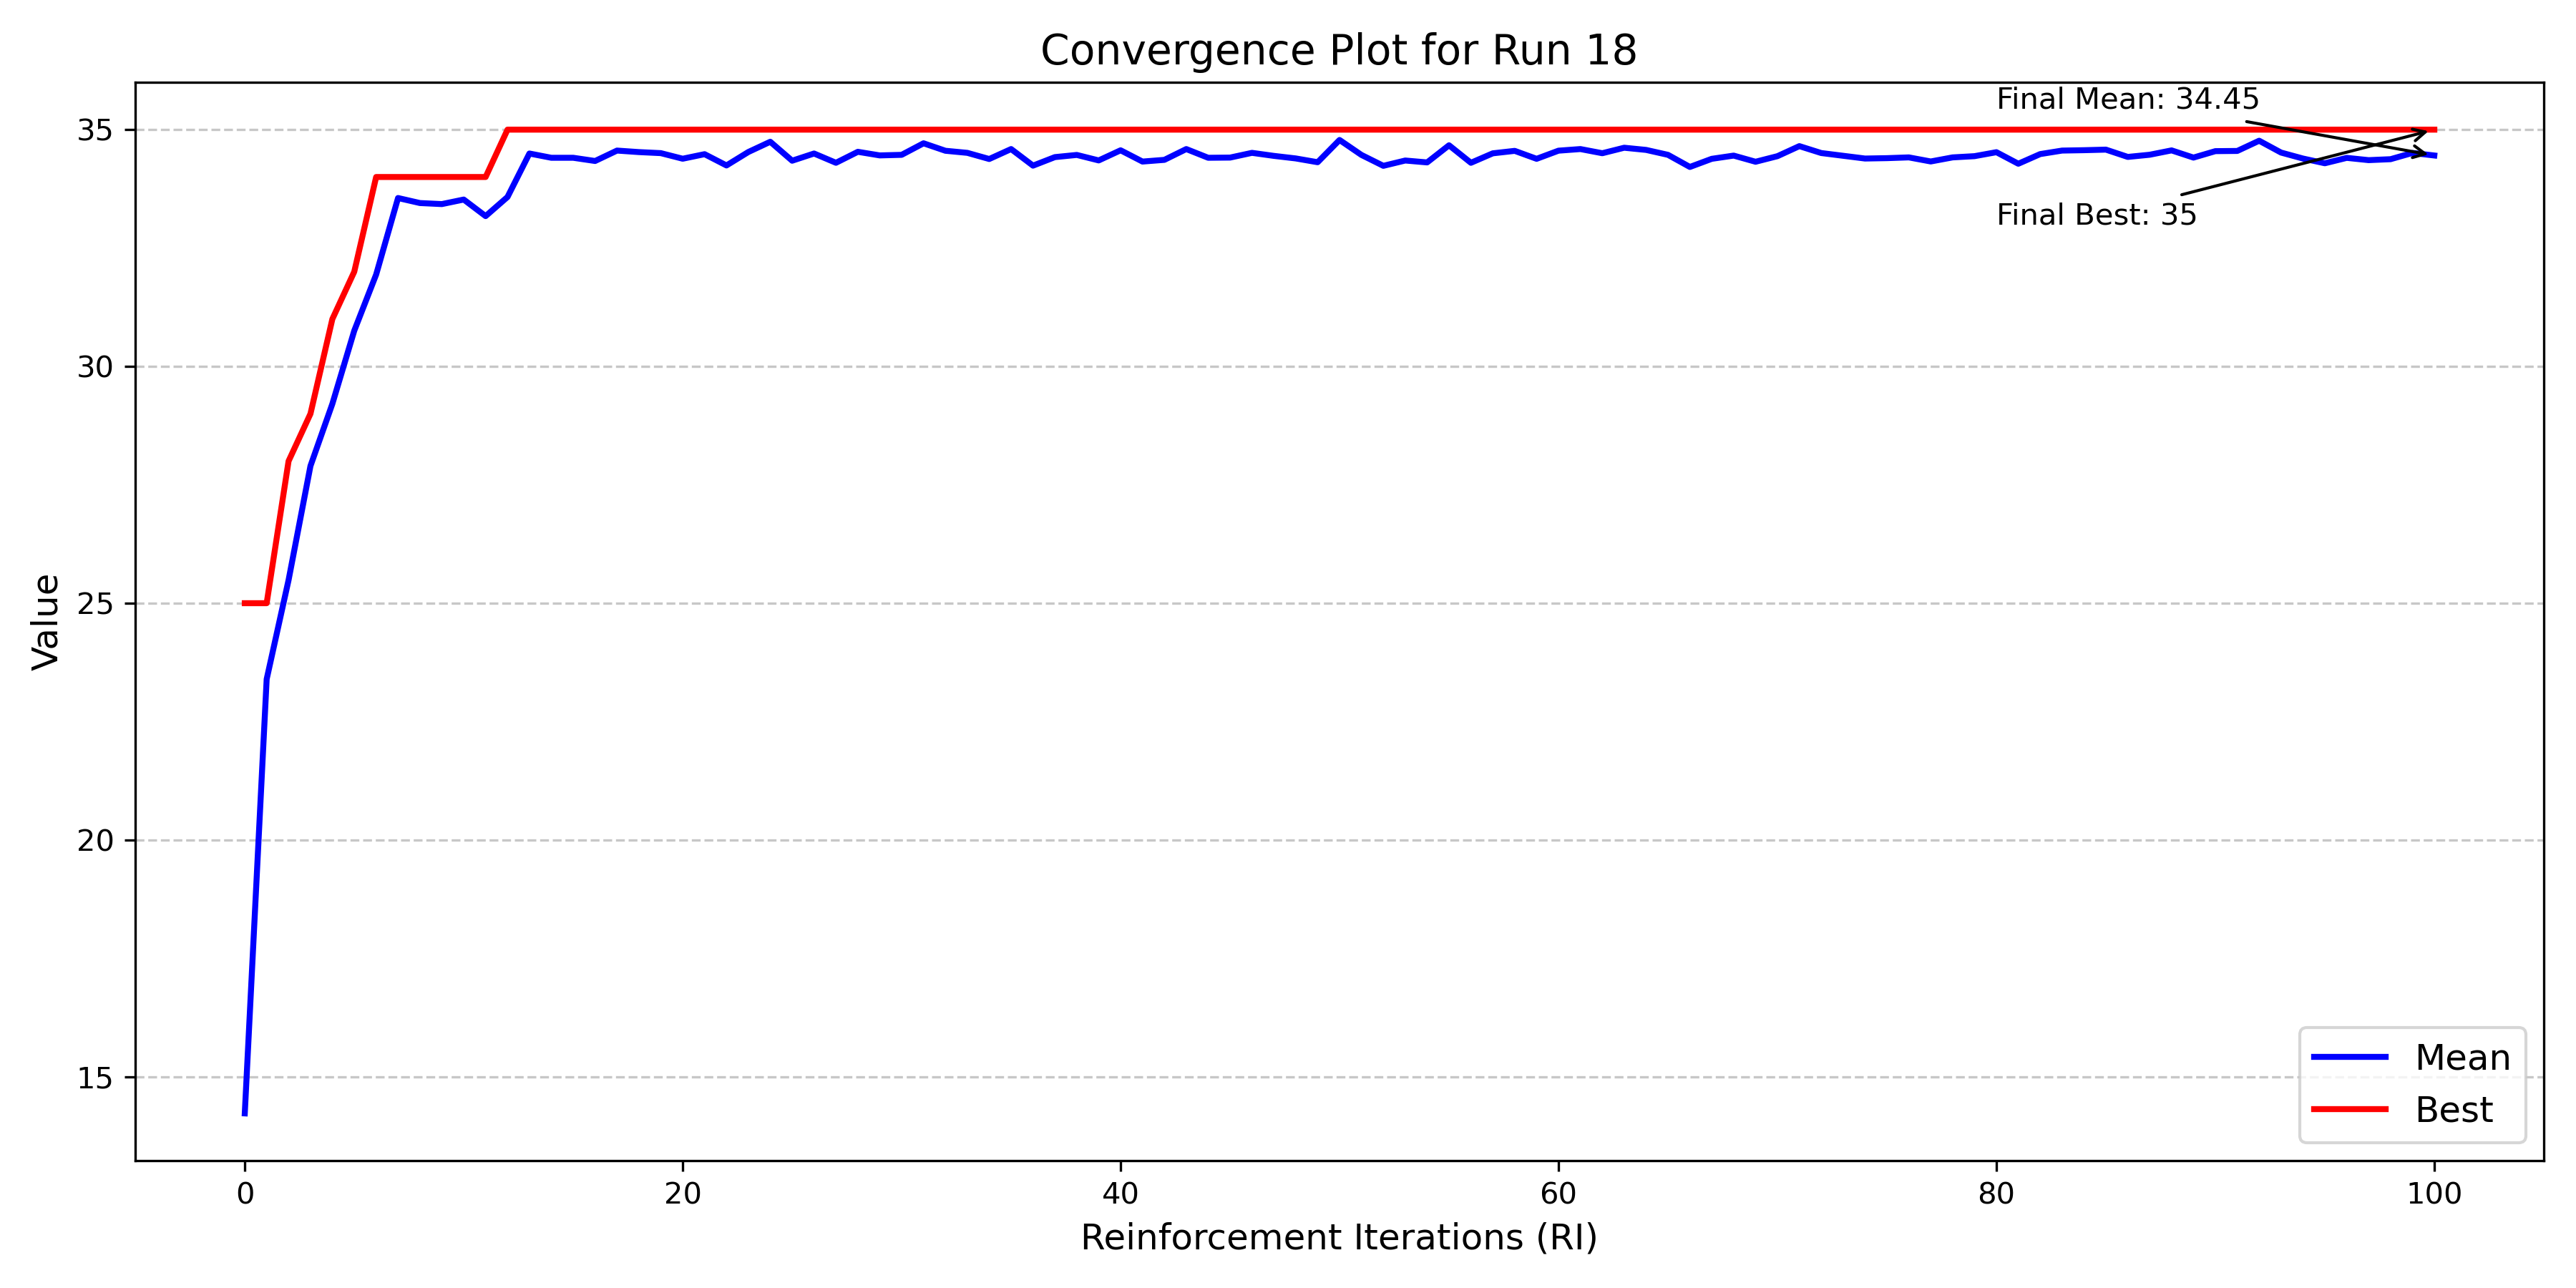 Convergence Plot for Run 18
Final Mean: 34.45
Final Best: 35
35
30
25
20
15
Value
0
20
40
60
80
100
Reinforcement Iterations (RI)
Mean
Best